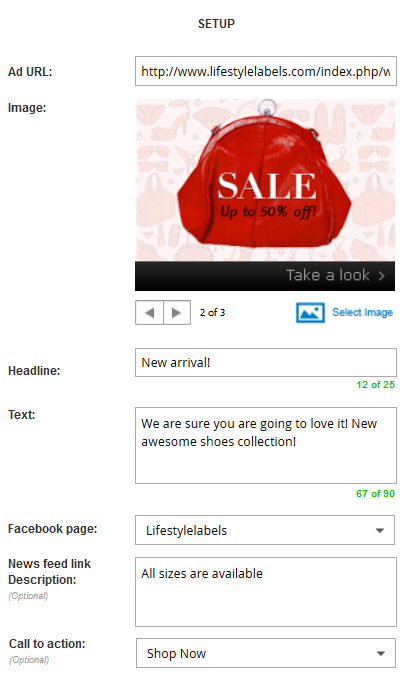 SETUP
Ad URL:
http://www.lifestylelabels.com/index.php/w
Image:
SALE
Up to 50% off!
Take a look >
2 of 3
Select Image
Headline:
New arrival!
12 of 25
Text:
We are sure you are going to love it! New
awesome shoes collection!
67 of 90
Facebook page:
Lifestylelabels
News feed link
Description:
(Optional)
All sizes are available
Call to action:
(Optional)
Shop Now